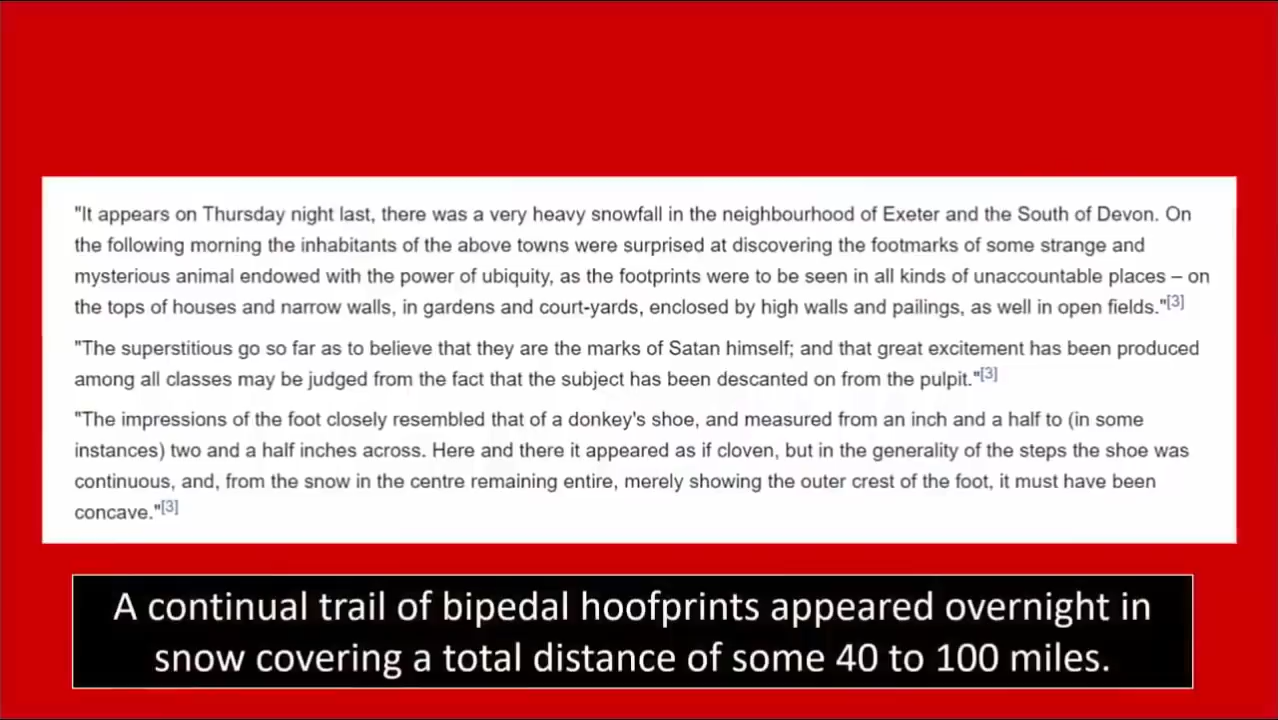 "It appears on Thursday night last, there was a very heavy snowfall in the neighbourhood of Exeter and the South of Devon. On
the following morning the inhabitants of the above towns were surprised at discovering the footmarks of some strange and
mysterious animal endowed with the power of ubiquity, as the footprints were to be seen in all kinds of unaccountable places – on
the tops of houses and narrow walls, in gardens and court-yards, enclosed by high walls and pailings, as well in open fields."[3]
"The superstitious go so far as to believe that they are the marks of Satan himself; and that great excitement has been produced
among all classes may be judged from the fact that the subject has been descanted on from the pulpit."[3]
"The impressions of the foot closely resembled that of a donkey's shoe, and measured from an inch and a half to (in some
instances) two and a half inches across. Here and there it appeared as if cloven, but in the generality of the steps the shoe was
continuous, and, from the snow in the centre remaining entire, merely showing the outer crest of the foot, it must have been
concave."[3]
A continual trail of bipedal hoofprints appeared overnight in
snow covering a total distance of some 40 to 100 miles.